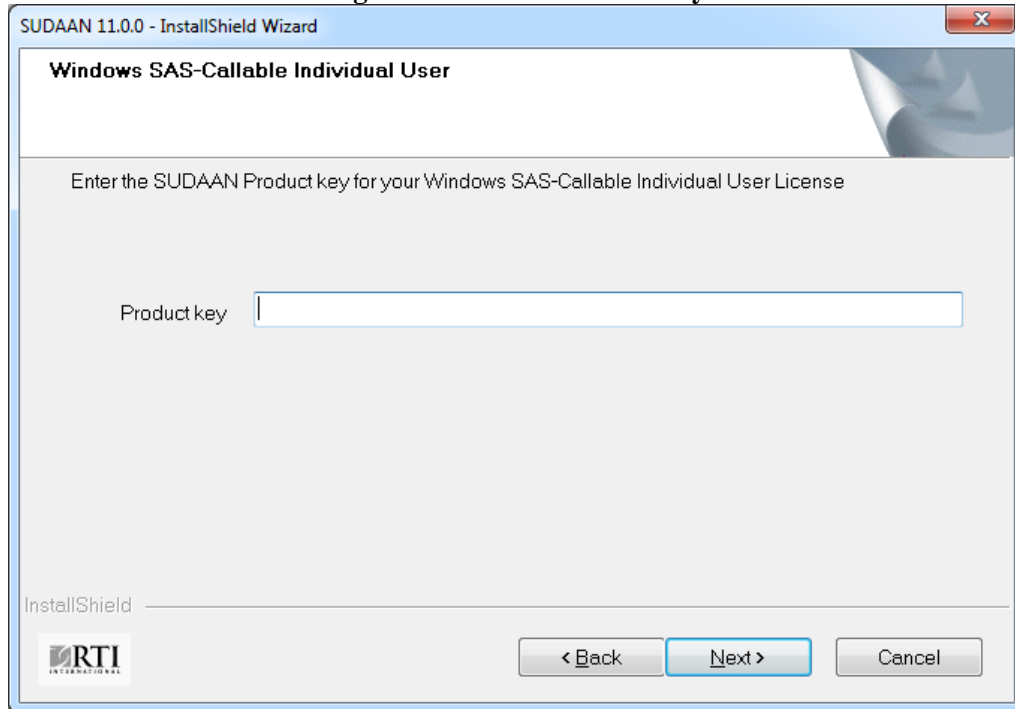 SUDAAN 11.0.0 - InstallShield Wizard
Windows SAS-Callable Individual User
Enter the SUDAAN Product key for your Windows SAS-Callable Individual User License
Product key
InstallShield
RTI
INTERNATIONAL
< Back Next > Cancel